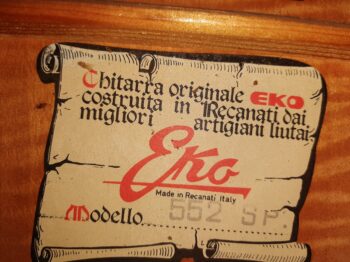 Chitarra originale EKO
costruita in Recanati dai
migliori artigiani liutai.
Eko
Made in Recanati Italy
Modello 552 SP.